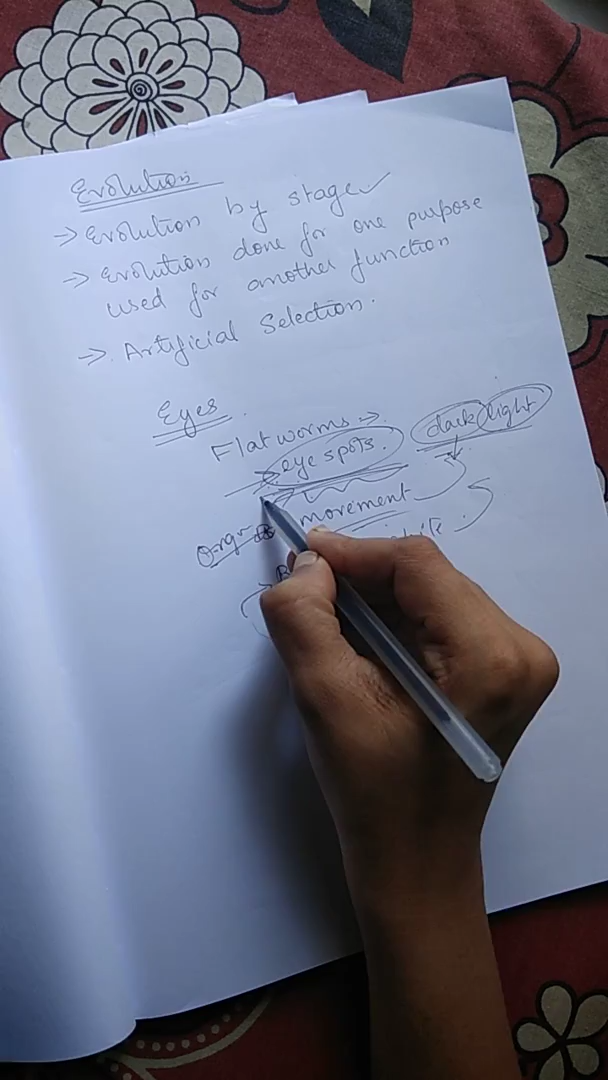 Evolution
→ Evolution by stage ✓
→ Evolution done for one purpose
used for another function
→ Artificial Selection.
Eyes.
Flat worms → dark light
eye spots.
movement